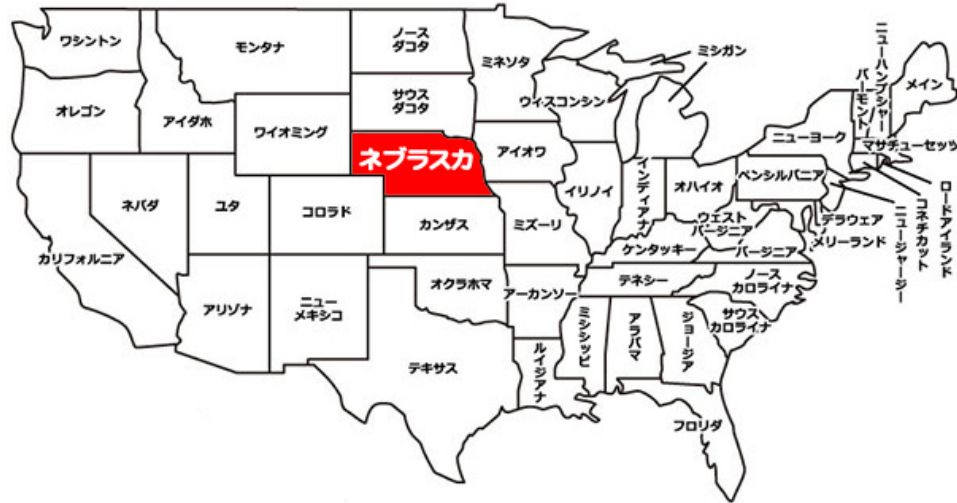 ワシントン
モンタナ
ノース
ダコタ
ミネソタ
ミシガン
ニューハンプシャー
バーモント
メイン
オレゴン
アイダホ
ワイオミング
サウス
ダコタ
ウィスコンシン
ニューヨーク
マサチューセッツ
ネブラスカ
アイオワ
ネバダ
ユタ
コロラド
カンザス
ミズーリ
イリノイ
インディアナ
オハイオ
ペンシルバニア
ロードアイランド
コネチカット
ニュージャージー
デラウェア
メリーランド
ウェスト
バージニア
バージニア
ケンタッキー
カリフォルニア
アリゾナ
ニュー
メキシコ
オクラホマ
アーカンソー
テネシー
ノース
カロライナ
サウス
カロライナ
テキサス
ルイジアナ
ミシシッピ
アラバマ
ジョージア
フロリダ